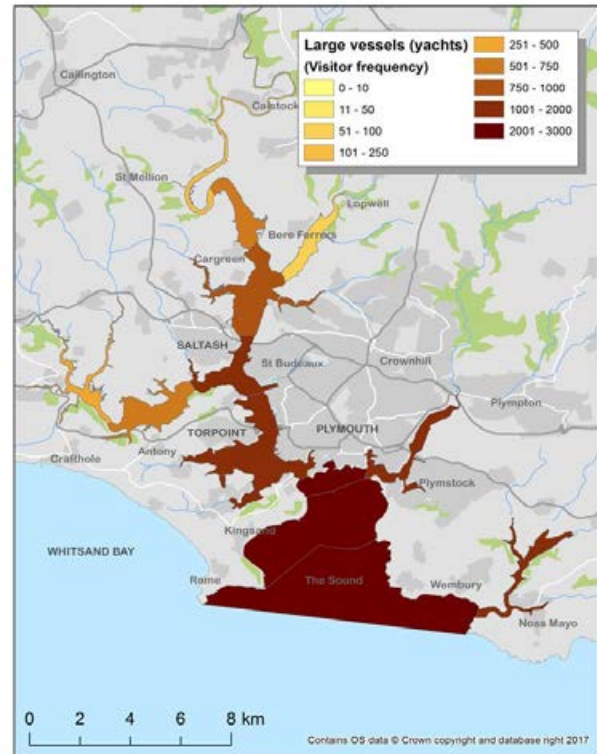 Large vessels (yachts)
(Visitor frequency)
0 - 10
11 - 50
51 - 100
101 - 250
251 - 500
501 - 750
750 - 1000
1001 - 2000
2001 - 3000
Callington
Calstock
St Mellion
Lopwell
Bere Ferrers
Cargreen
SALTASH
St Budeaux
Crownhill
Plympton
TORPOINT
PLYMOUTH
Antony
Crafthole
Plymstock
Kingsand
WHITSAND BAY
Rame
The Sound
Wembury
Noss Mayo
0 2 4 8 km
Contains OS data © Crown copyright and database right 2017